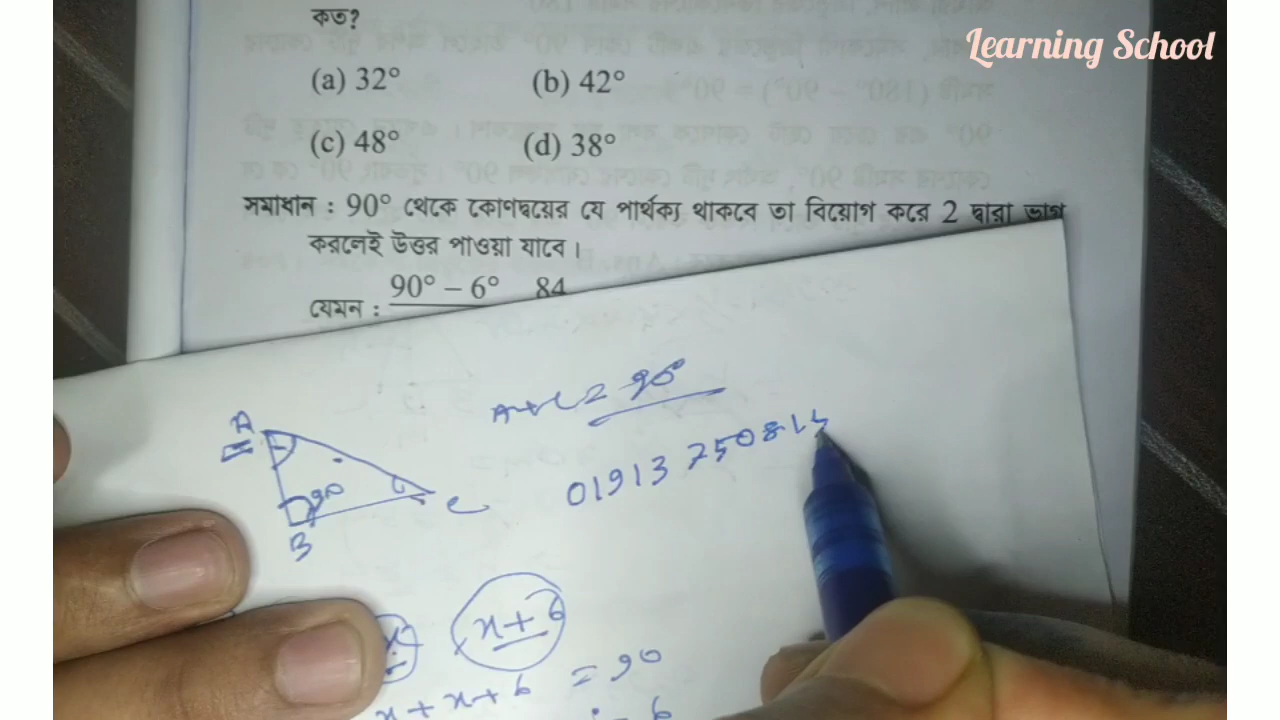 Learning School
কত?
(a) 32° (b) 42°
(c) 48° (d) 38°
সমাধান : 90° থেকে কোণদ্বয়ের যে পার্থক্য থাকবে তা বিয়োগ করে 2 দ্বারা ভাগ
করলেই উত্তর পাওয়া যাবে।
যেমন : 90° – 6° 84
A+C= 90°
A
90
B
C
01913 750814
x x+6
x+x+6 = 90
- 6